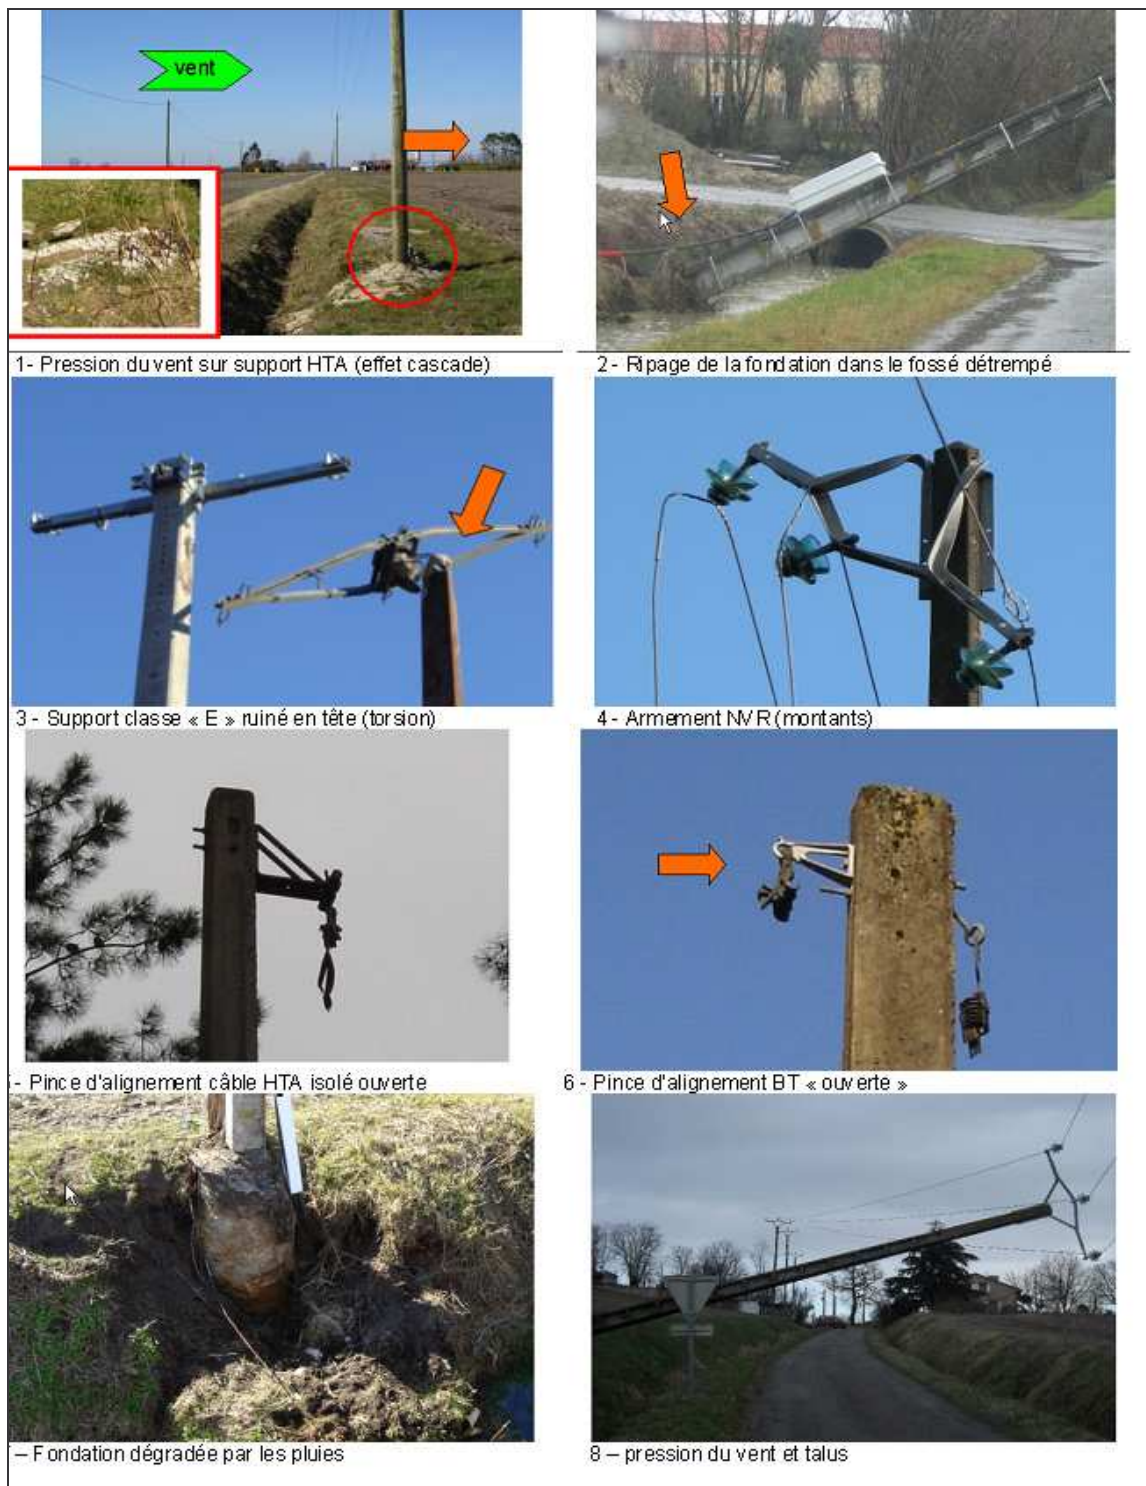 vent
1- Pression du vent sur support HTA (effet cascade)
2- Ripage de la fondation dans le fossé détrempé
3 - Support classe « E » ruiné en tête (torsion)
4 - Armement NVR (montants)
- Pince d'alignement câble HTA isolé ouverte
6 - Pince d'alignement BT « ouverte »
– Fondation dégradée par les pluies
8 – pression du vent et talus